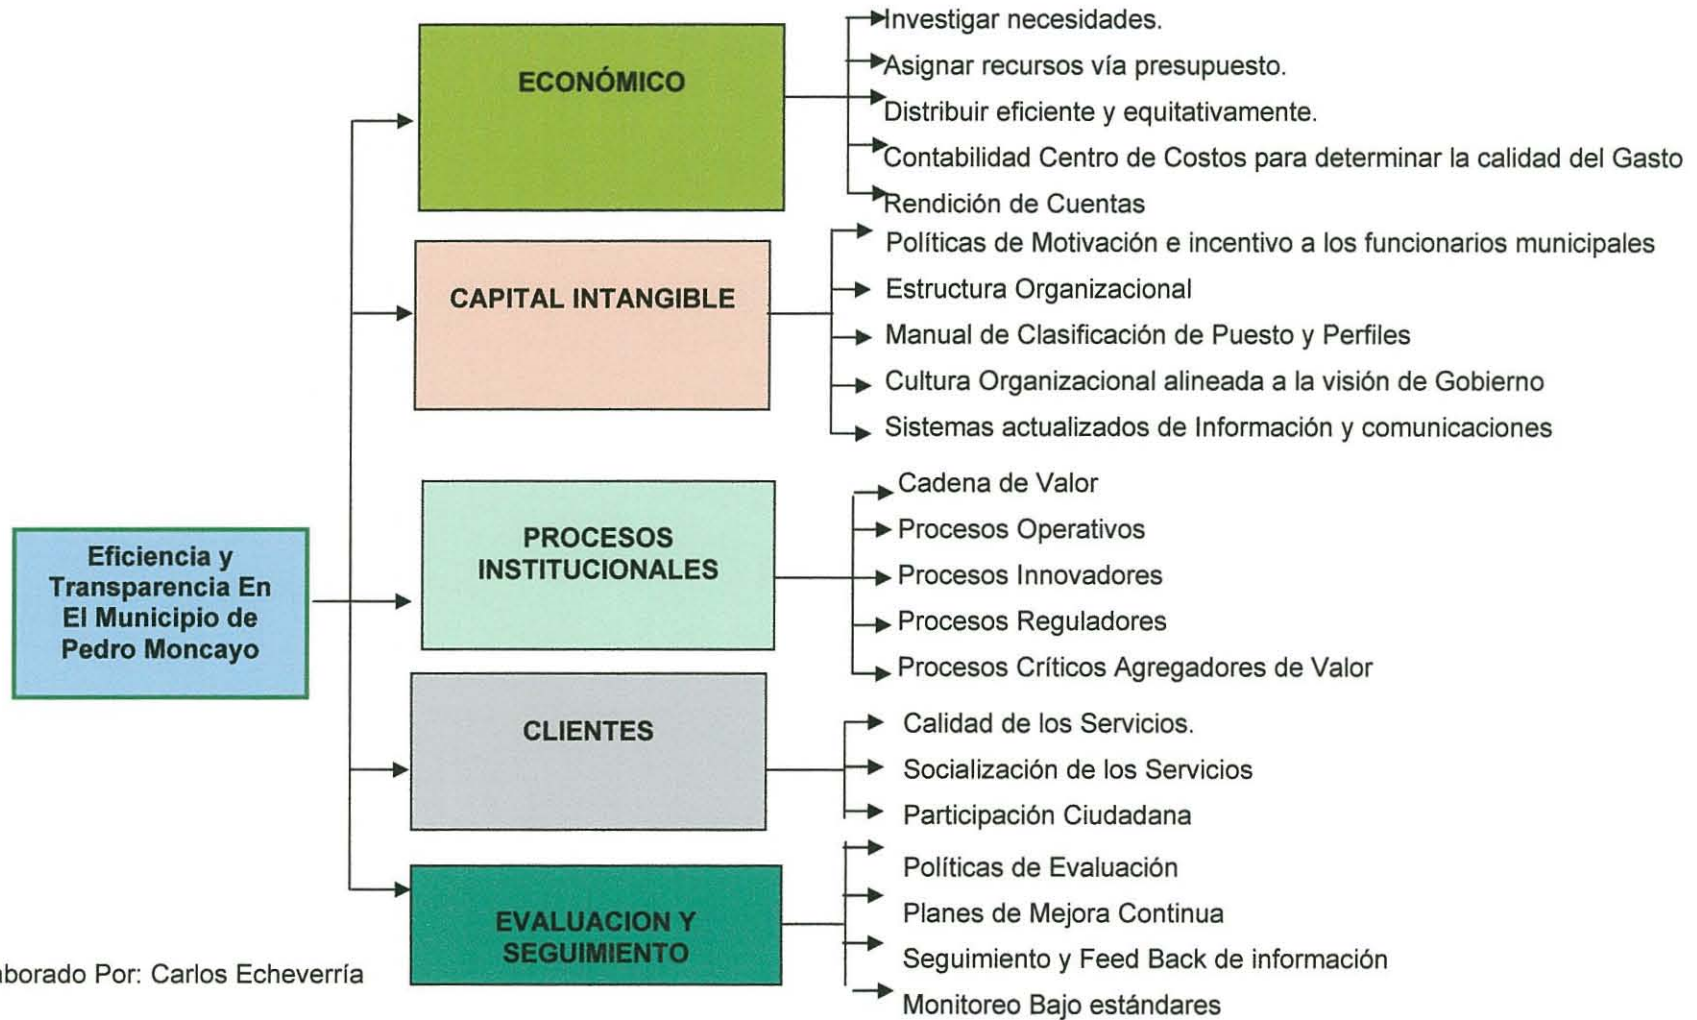 ECONÓMICO
Investigar necesidades.
Asignar recursos vía presupuesto.
Distribuir eficiente y equitativamente.
Contabilidad Centro de Costos para determinar la calidad del Gasto
Rendición de Cuentas
CAPITAL INTANGIBLE
Políticas de Motivación e incentivo a los funcionarios municipales
Estructura Organizacional
Manual de Clasificación de Puesto y Perfiles
Cultura Organizacional alineada a la visión de Gobierno
Sistemas actualizados de Información y comunicaciones
Eficiencia y
Transparencia En
El Municipio de
Pedro Moncayo
PROCESOS
INSTITUCIONALES
Cadena de Valor
Procesos Operativos
Procesos Innovadores
Procesos Reguladores
Procesos Críticos Agregadores de Valor
CLIENTES
Calidad de los Servicios.
Socialización de los Servicios
Participación Ciudadana
EVALUACION Y
SEGUIMIENTO
Políticas de Evaluación
Planes de Mejora Continua
Seguimiento y Feed Back de información
Monitoreo Bajo estándares
aborado Por: Carlos Echeverría